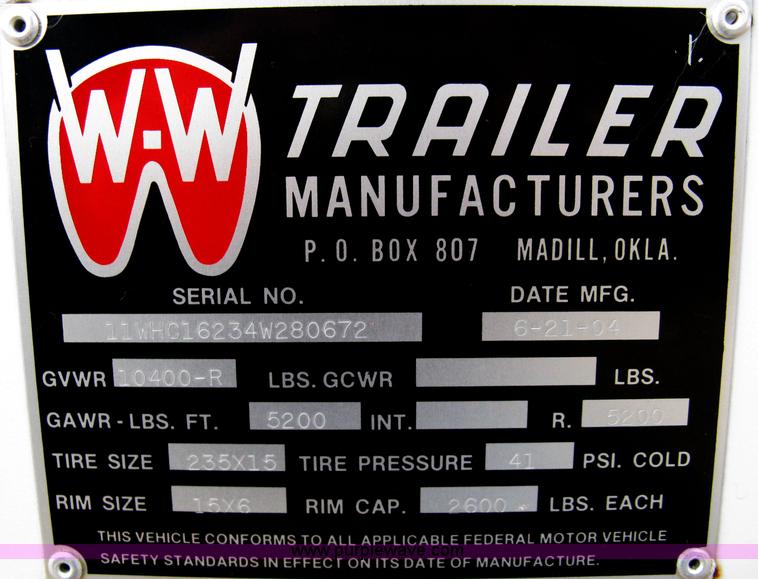 W-W TRAILER
MANUFACTURERS
P. O. BOX 807 MADILL, OKLA.
SERIAL NO. DATE MFG.
11WHC16234W280672 6-21-04
GVWR 10400-R LBS. GCWR LBS.
GAWR - LBS. FT. 5200 INT. R. 5200
TIRE SIZE 235X15 TIRE PRESSURE 41 PSI. COLD
RIM SIZE 15X6 RIM CAP. 2600 LBS. EACH
THIS VEHICLE CONFORMS TO ALL APPLICABLE FEDERAL MOTOR VEHICLE
www.purplewave.com
SAFETY STANDARDS IN EFFECT ON ITS DATE OF MANUFACTURE.